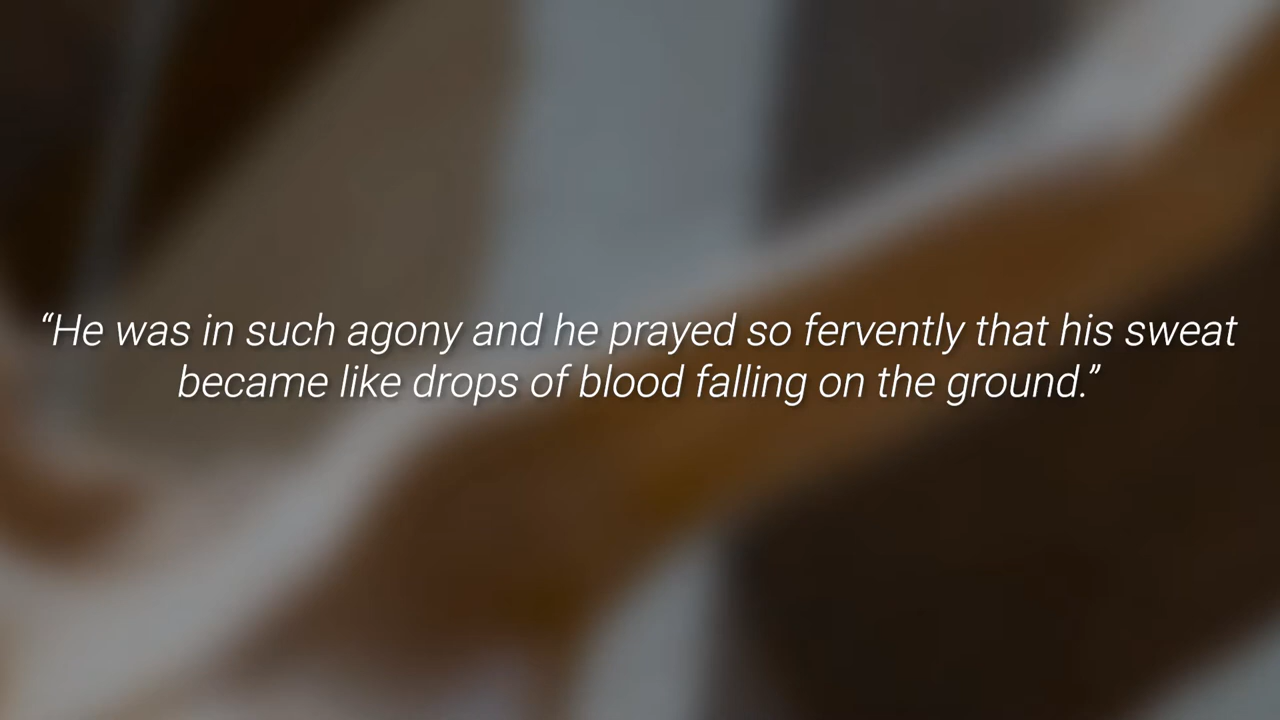 “He was in such agony and he prayed so fervently that his sweat
became like drops of blood falling on the ground.”